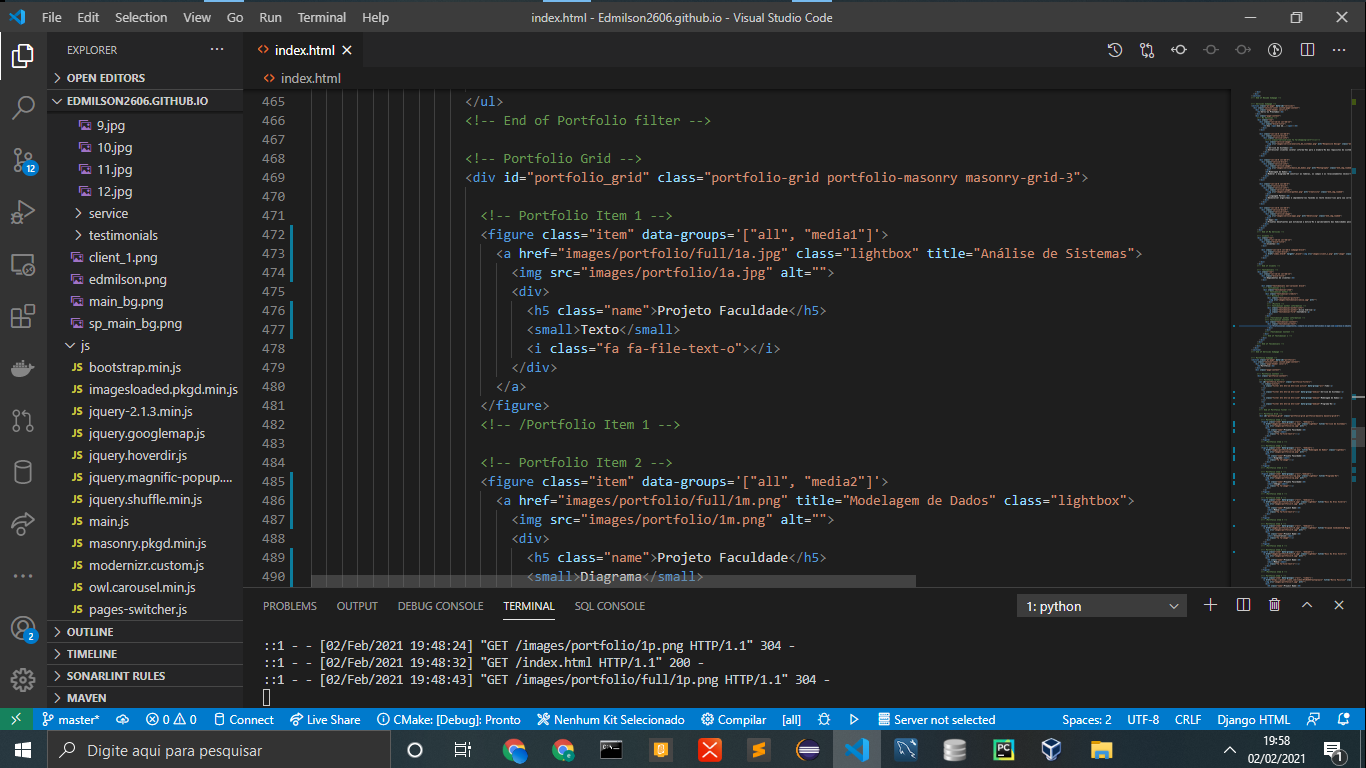 File Edit Selection View Go Run Terminal Help
index.html - Edmilson2606.github.io - Visual Studio Code
EXPLORER
OPEN EDITORS
EDMILSON2606.GITHUB.IO
9.jpg
10.jpg
11.jpg
12.jpg
service
testimonials
client_1.png
edmilson.png
main_bg.png
sp_main_bg.png
js
bootstrap.min.js
imagesloaded.pkgd.min.js
jquery-2.1.3.min.js
jquery.googlemap.js
jquery.hoverdir.js
jquery.magnific-popup....
jquery.shuffle.min.js
main.js
masonry.pkgd.min.js
modernizr.custom.js
owl.carousel.min.js
pages-switcher.js
OUTLINE
TIMELINE
SONARLINT RULES
MAVEN
12
2
index.html
index.html
465 </ul>
466 <!-- End of Portfolio filter -->
467
468 <!-- Portfolio Grid -->
469 <div id="portfolio_grid" class="portfolio-grid portfolio-masonry masonry-grid-3">
470
471 <!-- Portfolio Item 1 -->
472 <figure class="item" data-groups='["all", "media1"]'>
473 <a href="images/portfolio/full/1a.jpg" class="lightbox" title="Análise de Sistemas">
474 <img src="images/portfolio/1a.jpg" alt="">
475 <div>
476 <h5 class="name">Projeto Faculdade</h5>
477 <small>Texto</small>
478 <i class="fa fa-file-text-o"></i>
479 </div>
480 </a>
481 </figure>
482 <!-- /Portfolio Item 1 -->
483
484 <!-- Portfolio Item 2 -->
485 <figure class="item" data-groups='["all", "media2"]'>
486 <a href="images/portfolio/full/1m.png" title="Modelagem de Dados" class="lightbox">
487 <img src="images/portfolio/1m.png" alt="">
488 <div>
489 <h5 class="name">Projeto Faculdade</h5>
490 <small>Diagrama</small>
PROBLEMS OUTPUT DEBUG CONSOLE TERMINAL SQL CONSOLE 1: python
::1 - - [02/Feb/2021 19:48:24] "GET /images/portfolio/1p.png HTTP/1.1" 304 -
::1 - - [02/Feb/2021 19:48:32] "GET /index.html HTTP/1.1" 200 -
::1 - - [02/Feb/2021 19:48:43] "GET /images/portfolio/full/1p.png HTTP/1.1" 304 -
master* 0 0 Connect Live Share CMake: [Debug]: Pronto Nenhum Kit Selecionado Compilar [all] Server not selected Spaces: 2 UTF-8 CRLF Django HTML
Digite aqui para pesquisar
PC
19:58
02/02/2021
1